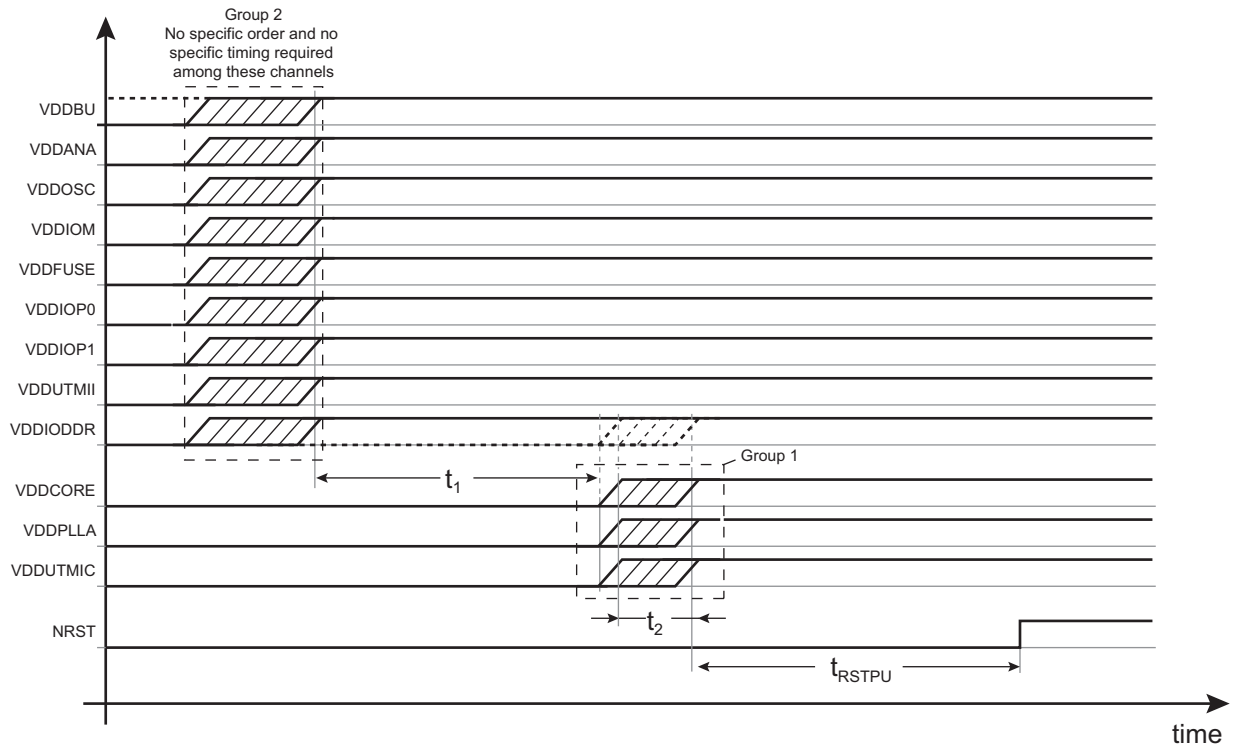 Group 2
No specific order and no
specific timing required
among these channels
VDDBU
VDDANA
VDDOSC
VDDIOM
VDDFUSE
VDDIOP0
VDDIOP1
VDDUTMII
VDDIODDR
Group 1
t1
VDDCORE
VDDPLLA
VDDUTMIC
t2
NRST
tRSTPU
time